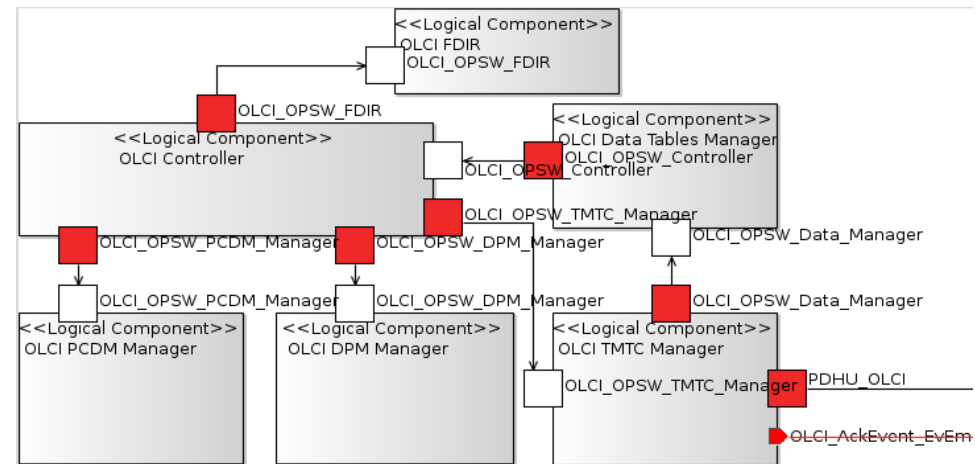 <<Logical Component>>
OLCI FDIR
OLCI_OPSW_FDIR
OLCI_OPSW_FDIR
<<Logical Component>>
OLCI Controller
<<Logical Component>>
OLCI Data Tables Manager
OLCI_OPSW_Controller
OLCI_OPSW_Controller
OLCI_OPSW_TMTC_Manager
OLCI_OPSW_PCDM_Manager
OLCI_OPSW_DPM_Manager
OLCI_OPSW_Data_Manager
OLCI_OPSW_PCDM_Manager
OLCI_OPSW_DPM_Manager
OLCI_OPSW_Data_Manager
<<Logical Component>>
OLCI PCDM Manager
<<Logical Component>>
OLCI DPM Manager
<<Logical Component>>
OLCI TMTC Manager
OLCI_OPSW_TMTC_Manager
PDHU_OLCI
OLCI_AckEvent_EvEm